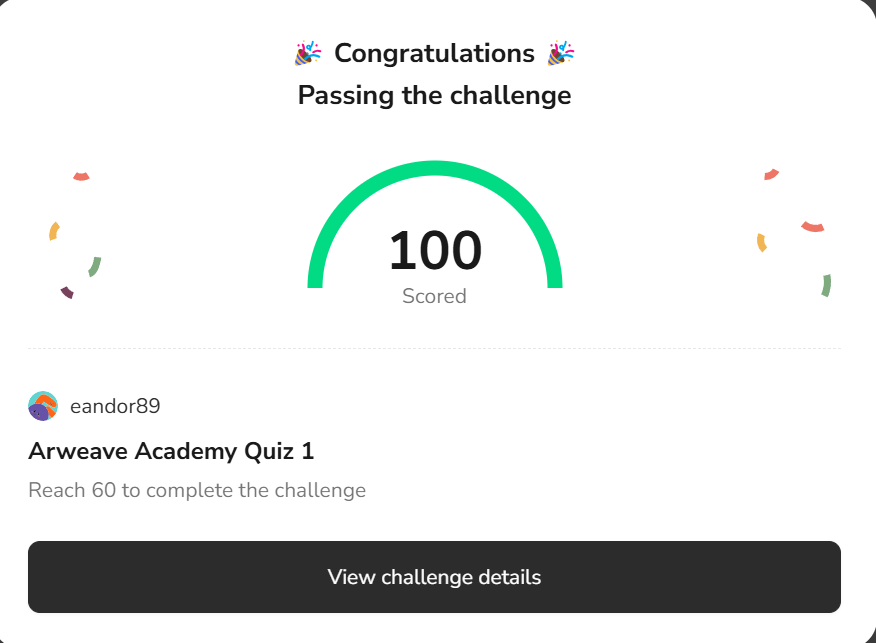 🎉 Congratulations 🎉
Passing the challenge
100
Scored
eandor89
Arweave Academy Quiz 1
Reach 60 to complete the challenge
View challenge details